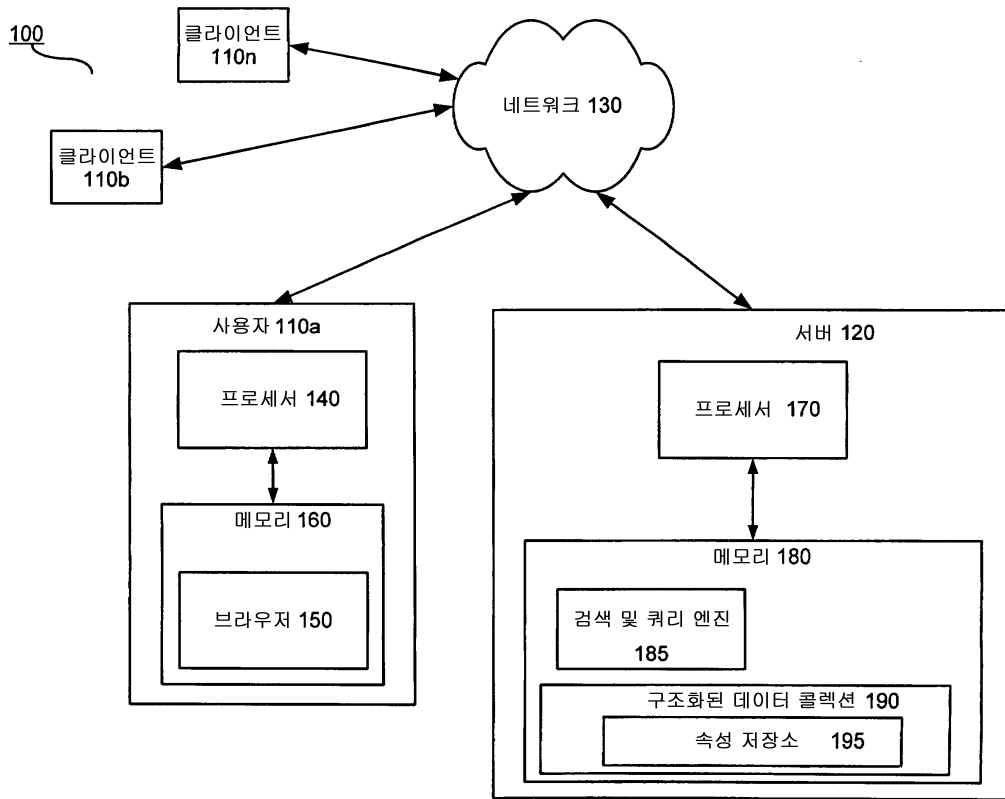 100
클라이언트
110n
네트워크 130
클라이언트
110b
사용자 110a
프로세서 140
메모리 160
브라우저 150
서버 120
프로세서 170
메모리 180
검색 및 쿼리 엔진
185
구조화된 데이터 콜렉션 190
속성 저장소 195